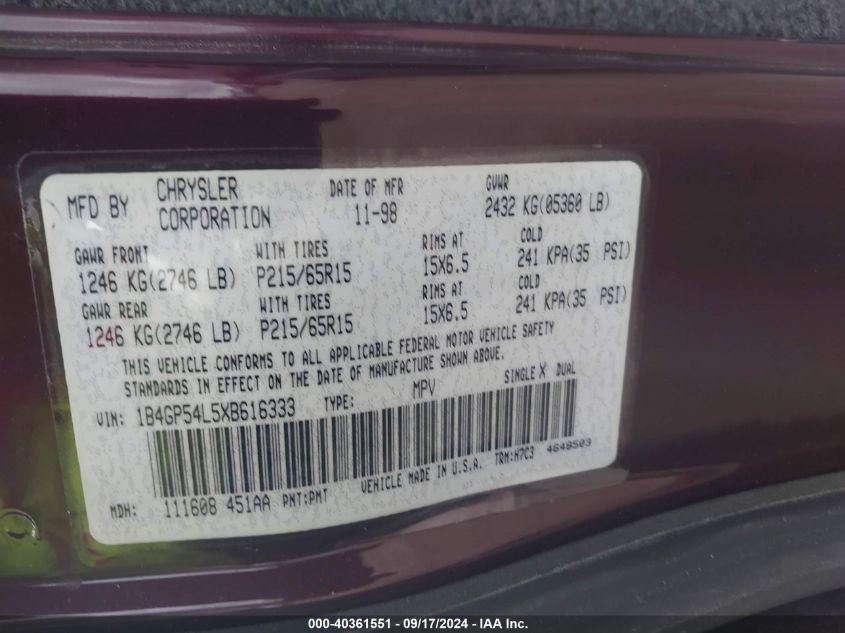 MFD BY CHRYSLER CORPORATION DATE OF MFR 11-98 GVWR 2432 KG(05360 LB)
GAWR FRONT WITH TIRES RIMS AT COLD
1246 KG(2746 LB) P215/65R15 15X6.5 241 KPA(35 PSI)
GAWR REAR WITH TIRES RIMS AT COLD
1246 KG(2746 LB) P215/65R15 15X6.5 241 KPA(35 PSI)
THIS VEHICLE CONFORMS TO ALL APPLICABLE FEDERAL MOTOR VEHICLE SAFETY
STANDARDS IN EFFECT ON THE DATE OF MANUFACTURE SHOWN ABOVE.
VIN: 1B4GP54L5XB616333 TYPE: MPV SINGLE X DUAL
MDH: 111608 451AA PNT:PMT VEHICLE MADE IN U.S.A. TRM:H7C3 4648503
000-40361551 - 09/17/2024 - IAA Inc.